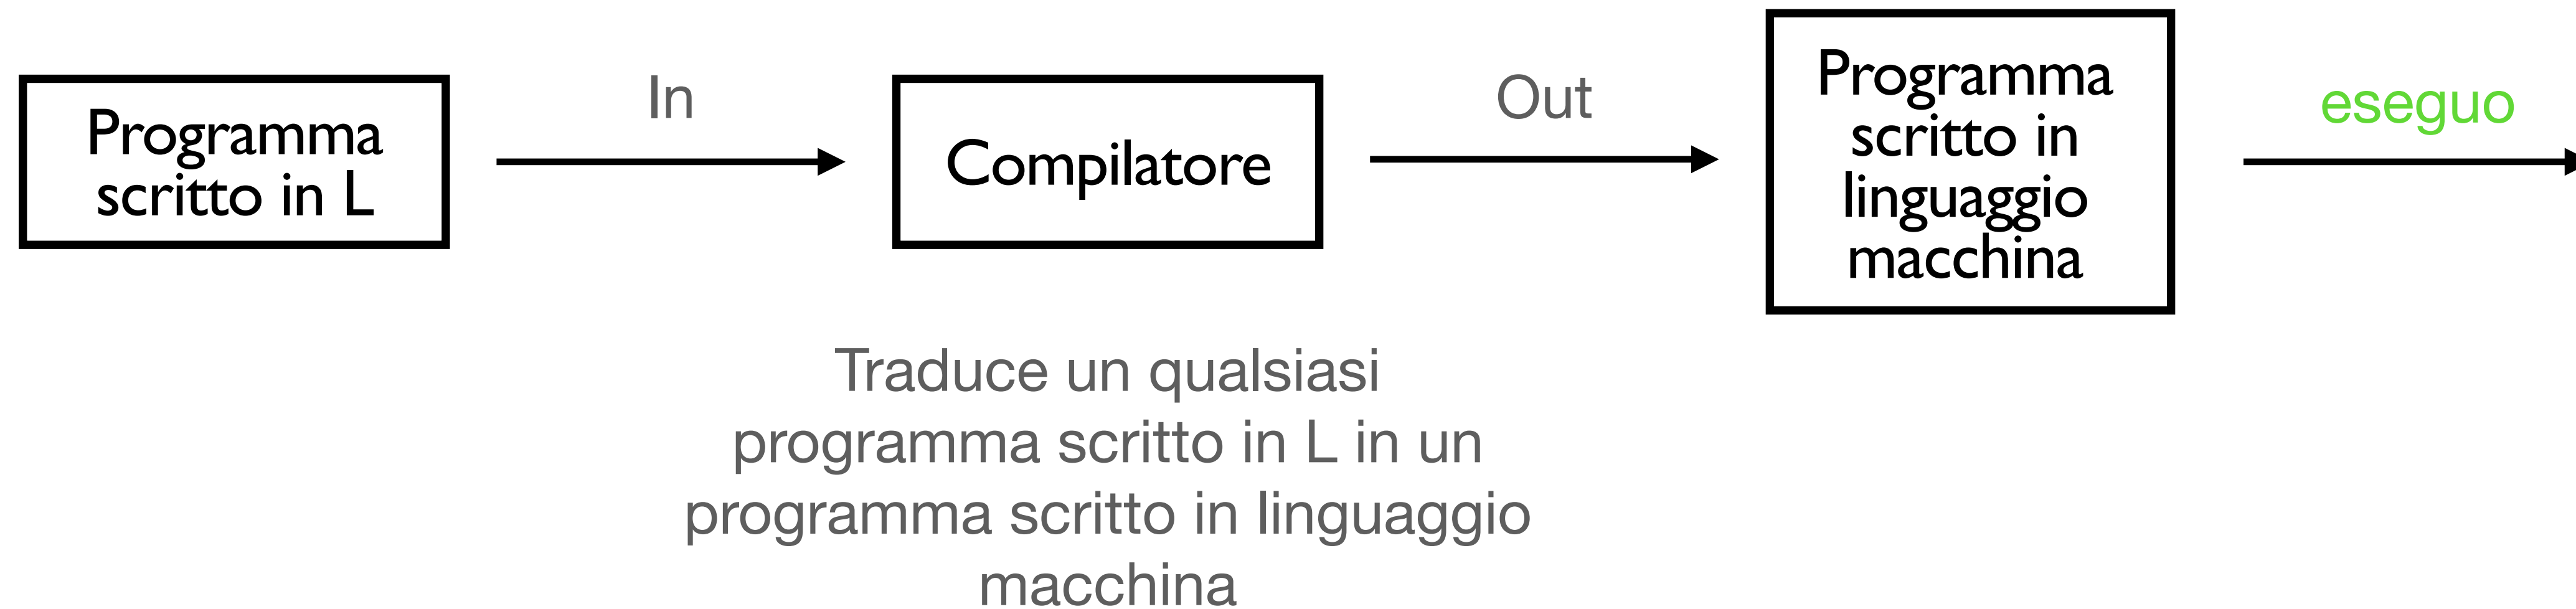 Programma
scritto in L
In
Compilatore
Out
Programma
scritto in
linguaggio
macchina
eseguo
Traduce un qualsiasi
programma scritto in L in un
programma scritto in linguaggio
macchina